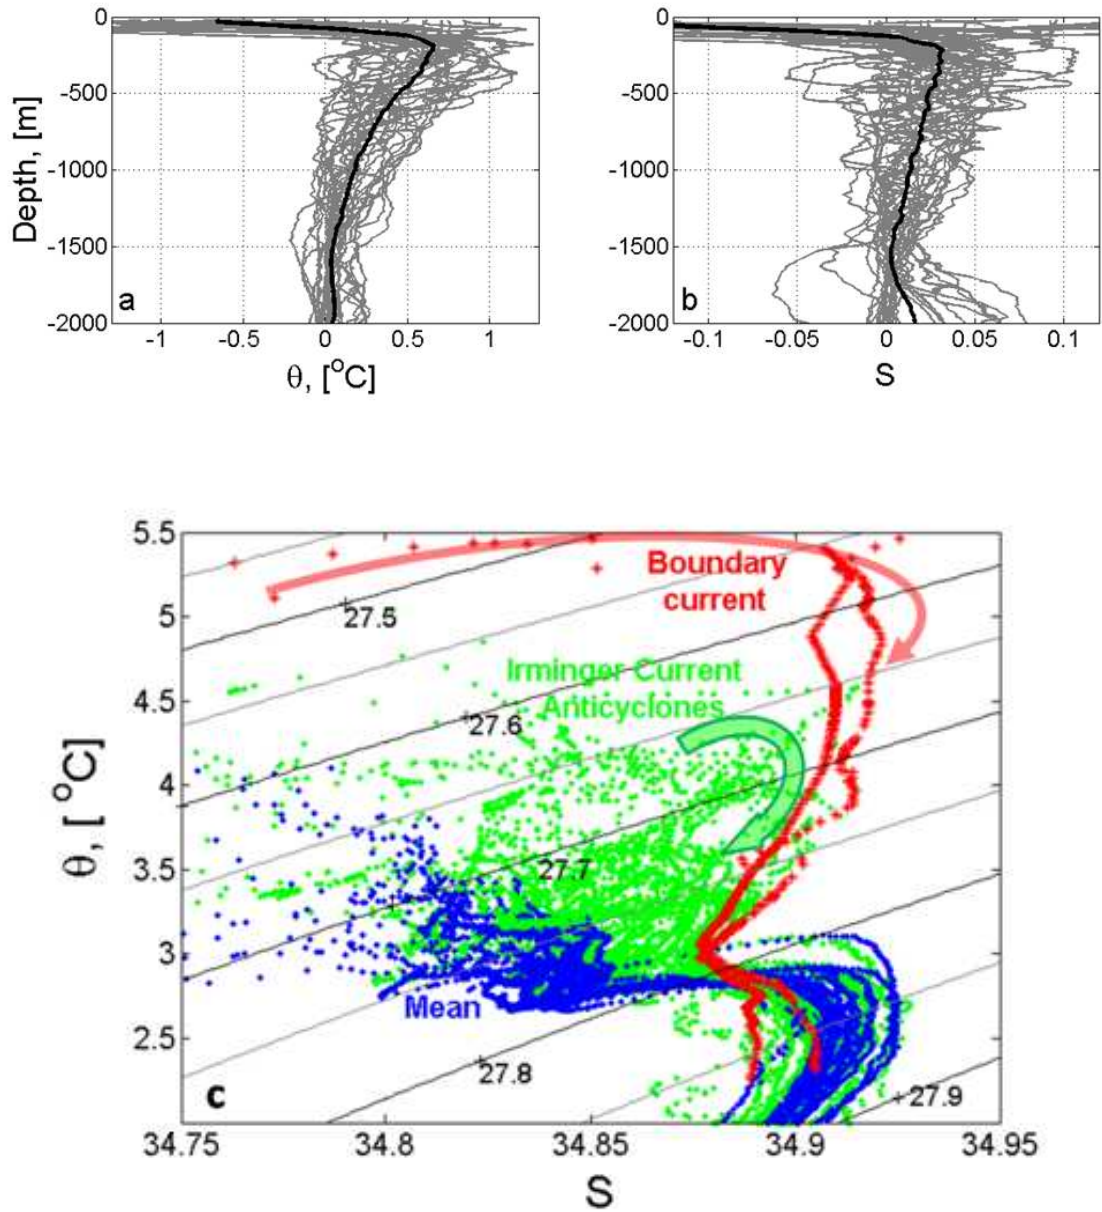 0
-500
-1000
-1500
-2000
Depth, [m]
a
-1 -0.5 0 0.5 1
θ, [°C]
0
-500
-1000
-1500
-2000
b
-0.1 -0.05 0 0.05 0.1
S
5.5
5
4.5
4
3.5
3
2.5
θ, [°C]
Boundary
current
27.5
Irminger Current
Anticyclones
27.6
27.7
Mean
27.8
27.9
c
34.75 34.8 34.85 34.9 34.95
S